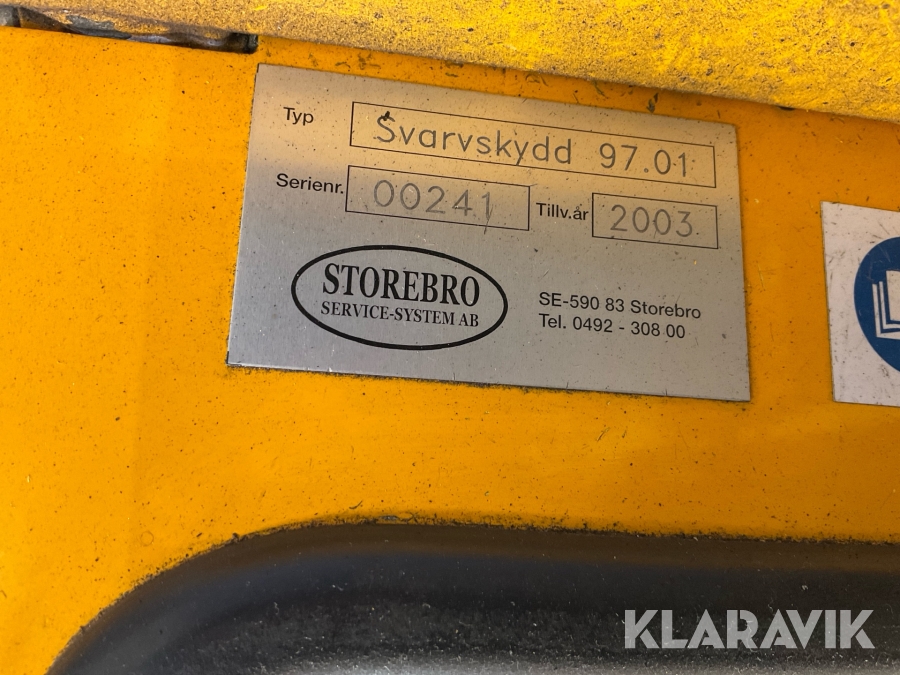 Typ Svarvskydd 97.01
Serienr. 00241 Tillv.år 2003
STOREBRO
SERVICE-SYSTEM AB
SE-590 83 Storebro
Tel. 0492 - 308 00
KLARAVIK